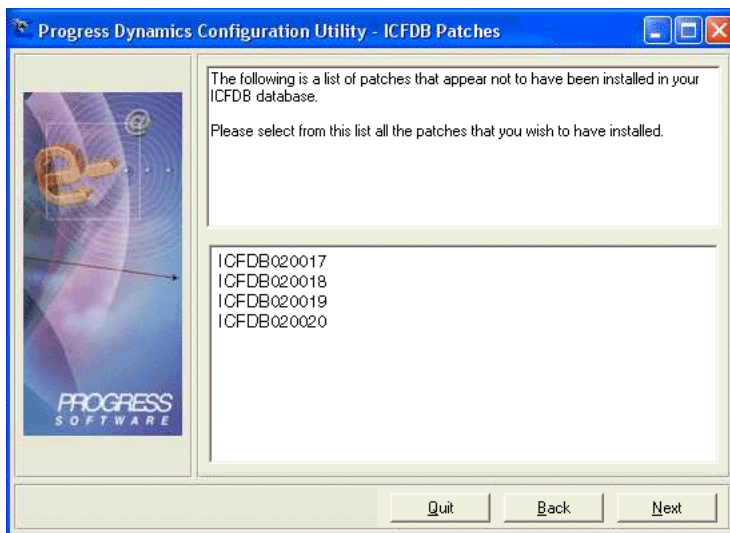 Progress Dynamics Configuration Utility - ICFDB Patches
The following is a list of patches that appear not to have been installed in your
ICFDB database.
Please select from this list all the patches that you wish to have installed.
@
e-
ICFDB020017
ICFDB020018
ICFDB020019
ICFDB020020
PROGRESS
SOFTWARE
Quit
Back
Next